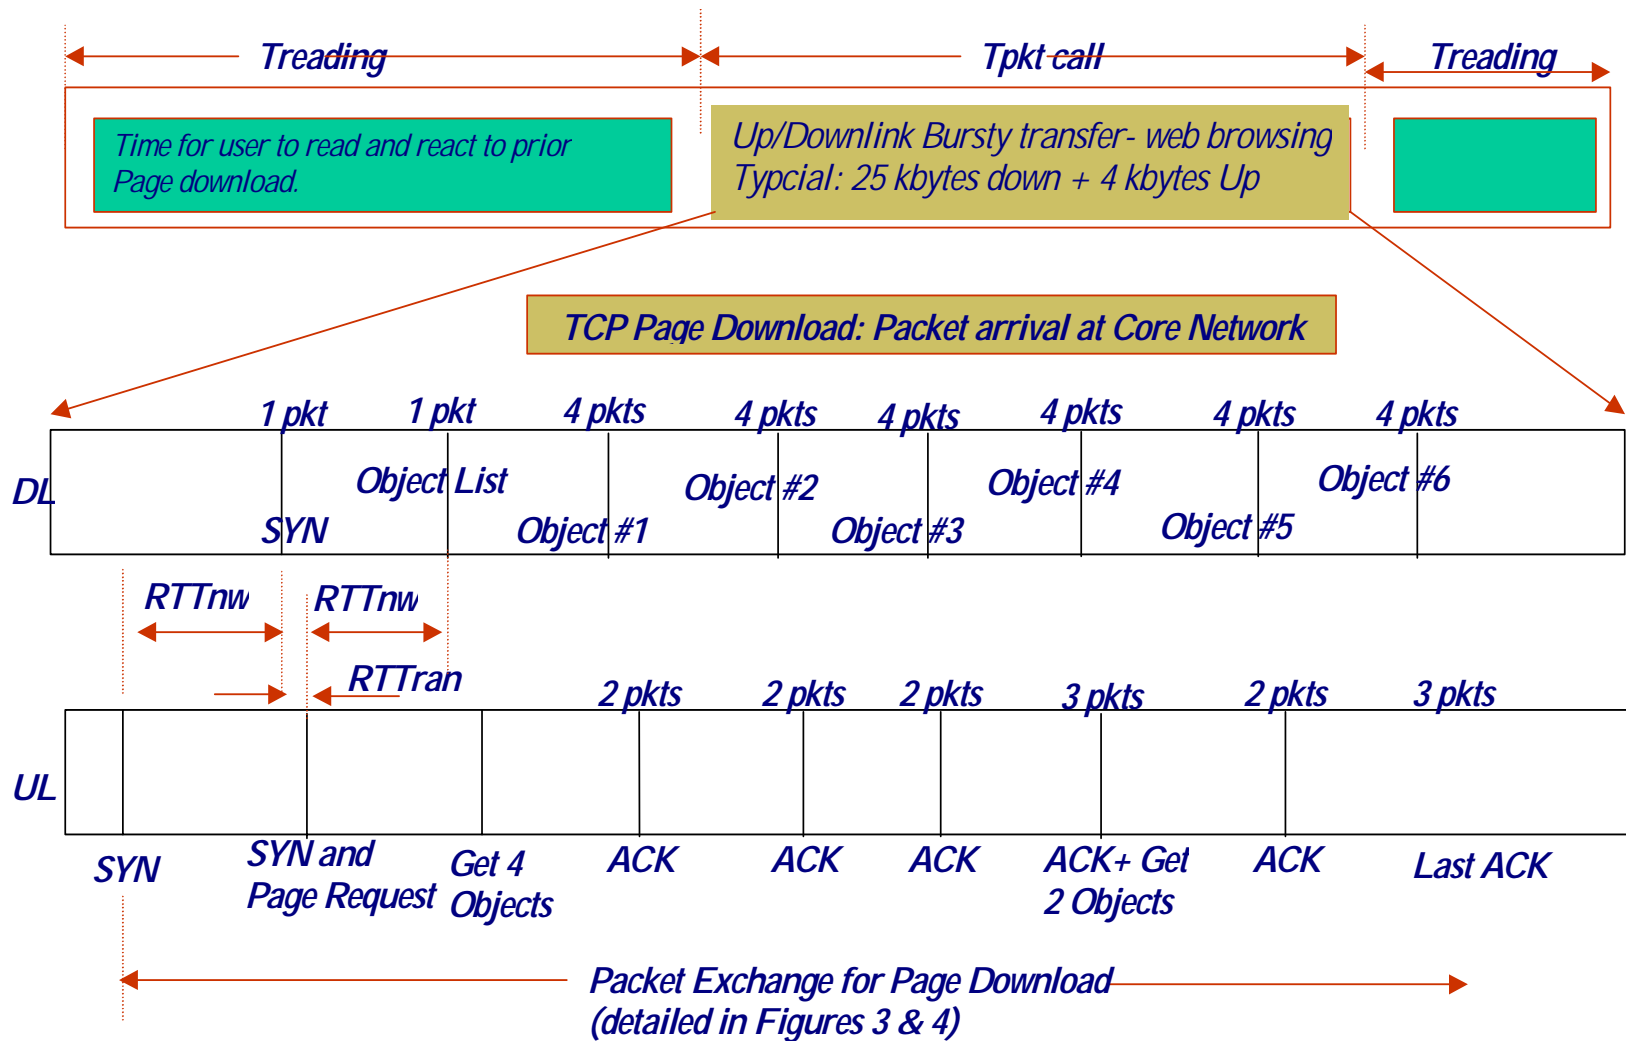 Treading
Tpkt call
Treading
Time for user to read and react to prior
Page download.
Up/Downlink Bursty transfer- web browsing
Typcial: 25 kbytes down + 4 kbytes Up
TCP Page Download: Packet arrival at Core Network
1 pkt
1 pkt
4 pkts
4 pkts
4 pkts
4 pkts
4 pkts
4 pkts
DL
SYN
Object List
Object #1
Object #2
Object #3
Object #4
Object #5
Object #6
RTTnw
RTTnw
RTTran
2 pkts
2 pkts
2 pkts
3 pkts
2 pkts
3 pkts
UL
SYN
SYN and
Page Request
Get 4
Objects
ACK
ACK
ACK
ACK+ Get
2 Objects
ACK
Last ACK
Packet Exchange for Page Download
(detailed in Figures 3 & 4)